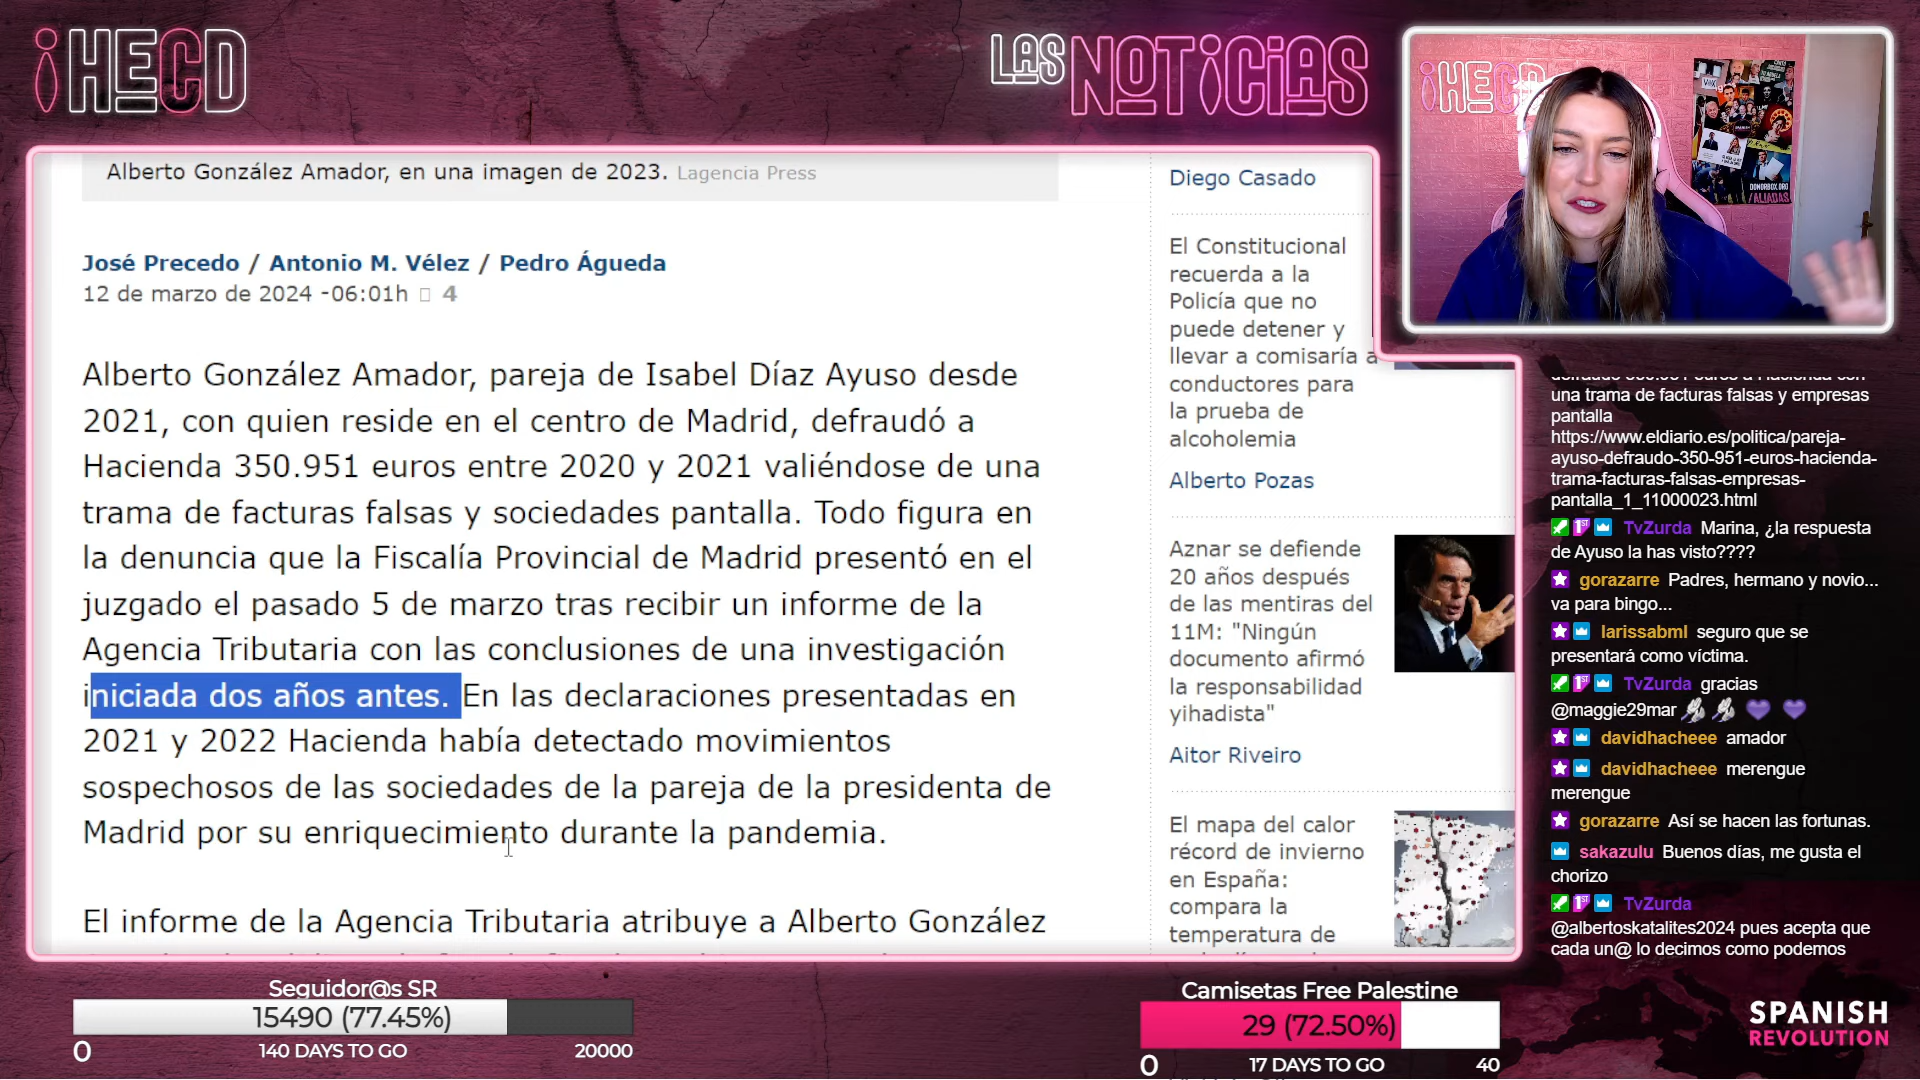 ¡HECD
LAS NOTICIAS
¡HECD
Alberto González Amador, en una imagen de 2023. Lagencia Press
José Precedo / Antonio M. Vélez / Pedro Águeda
12 de marzo de 2024 -06:01h 4
Alberto González Amador, pareja de Isabel Díaz Ayuso desde
2021, con quien reside en el centro de Madrid, defraudó a
Hacienda 350.951 euros entre 2020 y 2021 valiéndose de una
trama de facturas falsas y sociedades pantalla. Todo figura en
la denuncia que la Fiscalía Provincial de Madrid presentó en el
juzgado el pasado 5 de marzo tras recibir un informe de la
Agencia Tributaria con las conclusiones de una investigación
iniciada dos años antes. En las declaraciones presentadas en
2021 y 2022 Hacienda había detectado movimientos
sospechosos de las sociedades de la pareja de la presidenta de
Madrid por su enriquecimiento durante la pandemia.
El informe de la Agencia Tributaria atribuye a Alberto González
Diego Casado
El Constitucional
recuerda a la
Policía que no
puede detener y
llevar a comisaría a
conductores para
la prueba de
alcoholemia
Alberto Pozas
Aznar se defiende
20 años después
de las mentiras del
11M: "Ningún
documento afirmó
la responsabilidad
yihadista"
Aitor Riveiro
El mapa del calor
récord de invierno
en España:
compara la
temperatura de
DONORBOX.ORG
/ALIADAS
una trama de facturas falsas y empresas
pantalla
https://www.eldiario.es/politica/pareja-
ayuso-defraudo-350-951-euros-hacienda-
trama-facturas-falsas-empresas-
pantalla_1_11000023.html
TvZurda Marina, ¿la respuesta
de Ayuso la has visto????
gorazarre Padres, hermano y novio...
va para bingo...
larissabml seguro que se
presentará como víctima.
TvZurda gracias
@maggie29mar
davidhacheee amador
davidhacheee merengue
merengue
gorazarre Así se hacen las fortunas.
sakazulu Buenos días, me gusta el
chorizo
TvZurda
@albertoskatalites2024 pues acepta que
cada un@ lo decimos como podemos
Seguidor@s SR
15490 (77.45%)
0 140 DAYS TO GO 20000
Camisetas Free Palestine
29 (72.50%)
0 17 DAYS TO GO 40
SPANISH
REVOLUTION